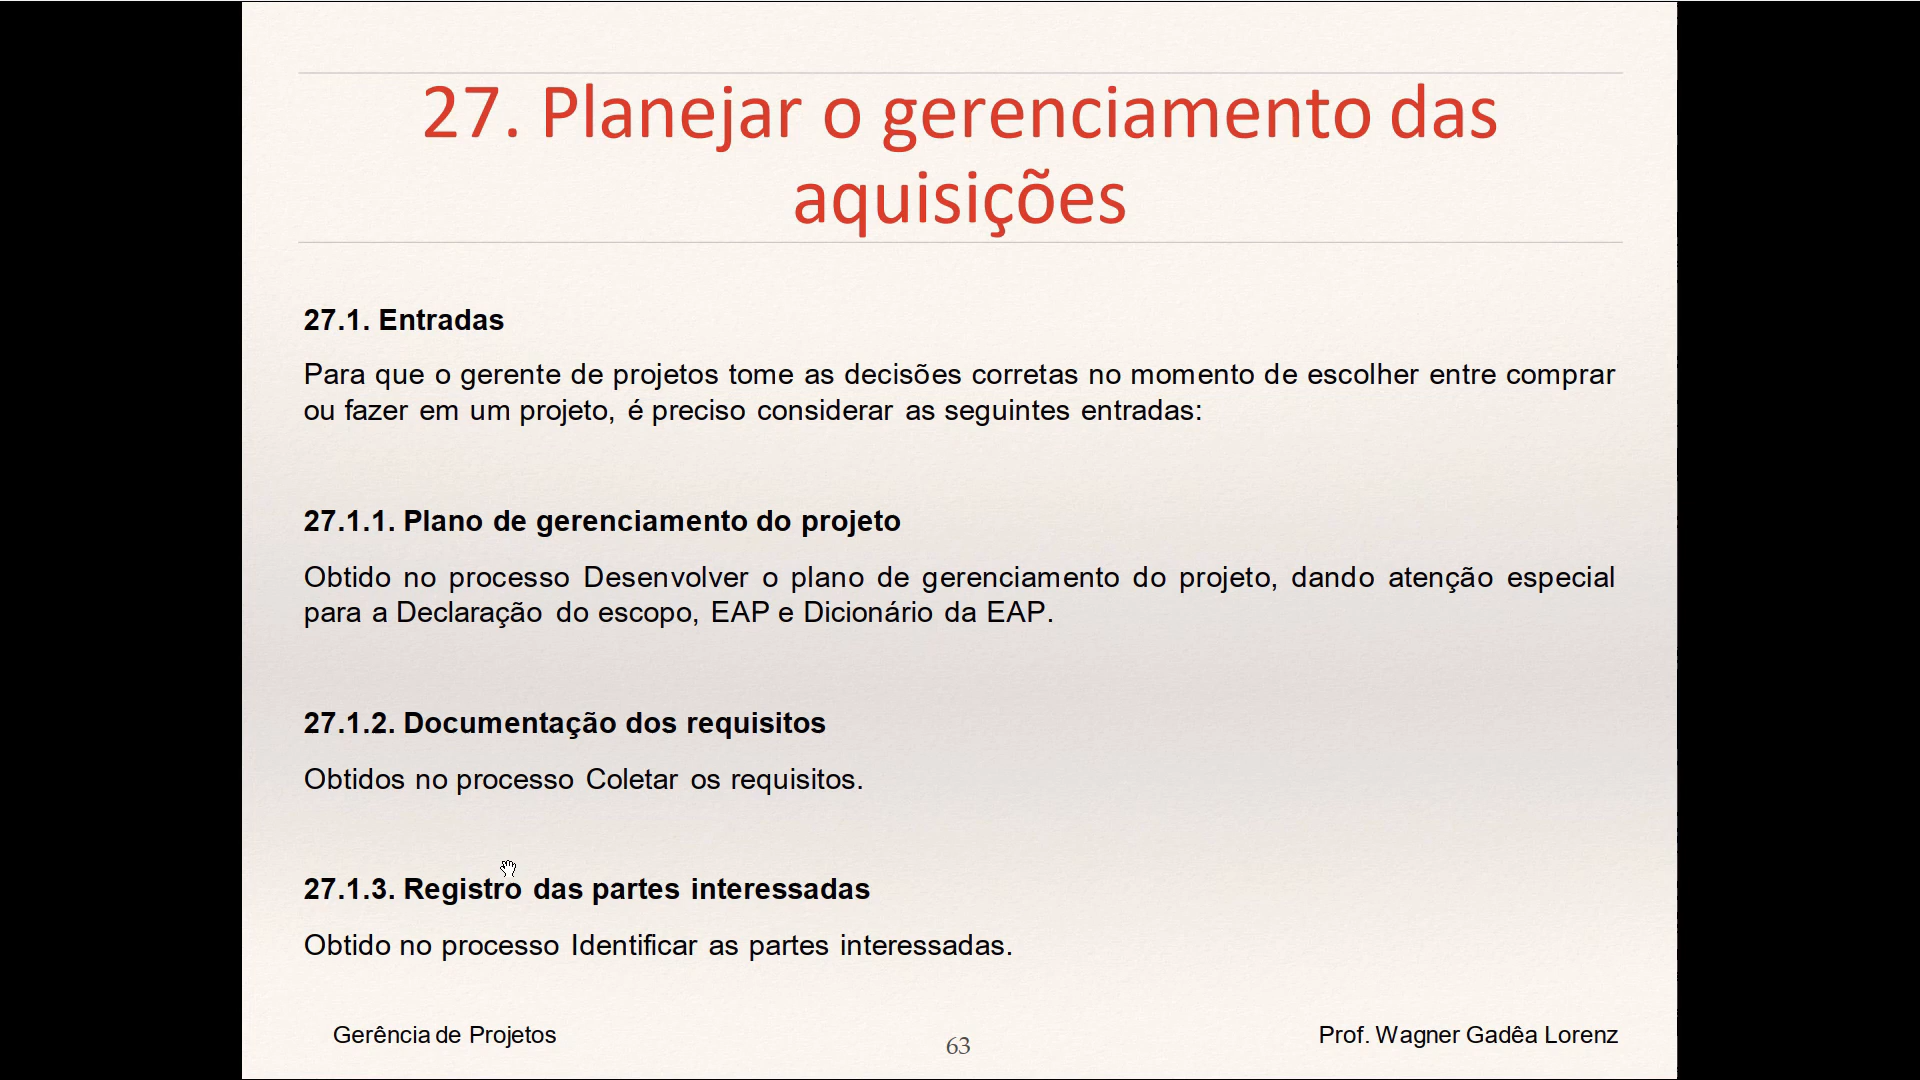 27. Planejar o gerenciamento das
aquisições
27.1. Entradas
Para que o gerente de projetos tome as decisões corretas no momento de escolher entre comprar
ou fazer em um projeto, é preciso considerar as seguintes entradas:
27.1.1. Plano de gerenciamento do projeto
Obtido no processo Desenvolver o plano de gerenciamento do projeto, dando atenção especial
para a Declaração do escopo, EAP e Dicionário da EAP.
27.1.2. Documentação dos requisitos
Obtidos no processo Coletar os requisitos.
27.1.3. Registro das partes interessadas
Obtido no processo Identificar as partes interessadas.
Gerência de Projetos
63
Prof. Wagner Gadêa Lorenz